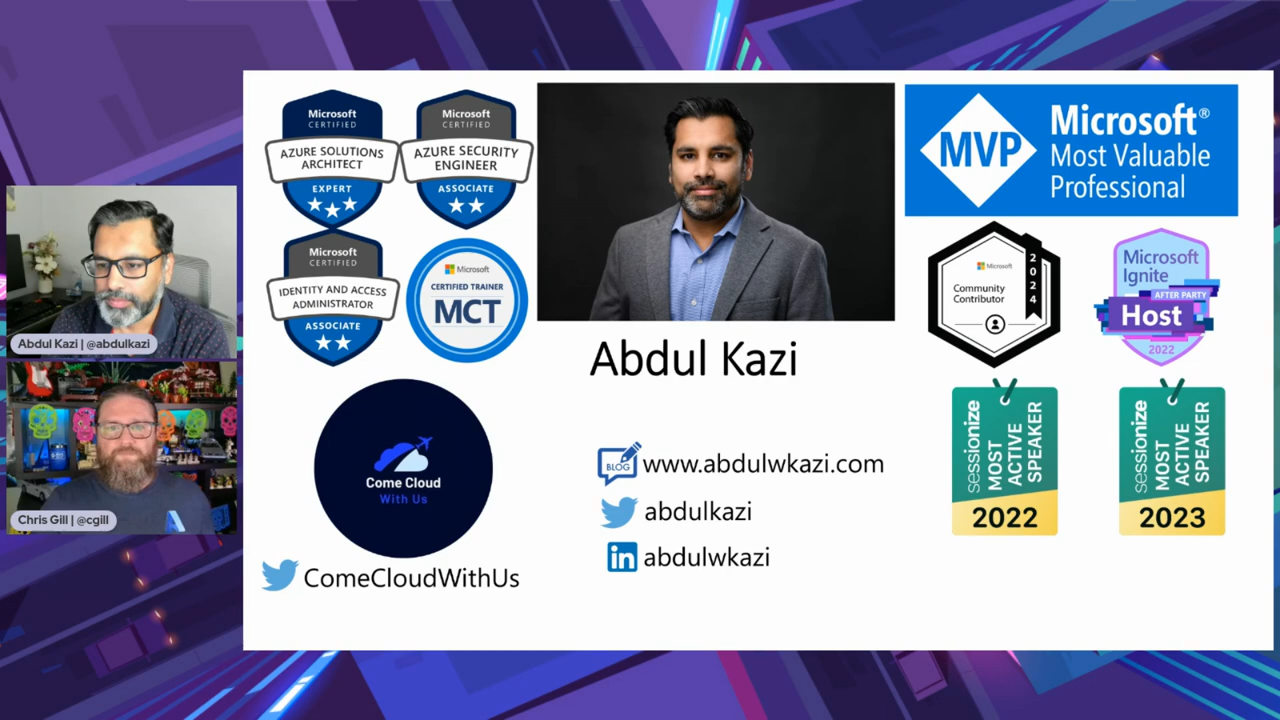 Microsoft
CERTIFIED
AZURE SOLUTIONS
ARCHITECT
EXPERT
Microsoft
CERTIFIED
AZURE SECURITY
ENGINEER
ASSOCIATE
Microsoft
CERTIFIED
IDENTITY AND ACCESS
ADMINISTRATOR
ASSOCIATE
Microsoft
CERTIFIED TRAINER
MCT
MVP
Microsoft®
Most Valuable
Professional
Microsoft
Community
Contributor
2024
Microsoft
Ignite
AFTER PARTY
Host
2022
Abdul Kazi | @abdulkazi
Chris Gill | @cgill
Abdul Kazi
Come Cloud
With Us
ComeCloudWithUs
BLOG
www.abdulwkazi.com
abdulkazi
in
abdulwkazi
sessionize
MOST
ACTIVE
SPEAKER
2022
sessionize
MOST
ACTIVE
SPEAKER
2023